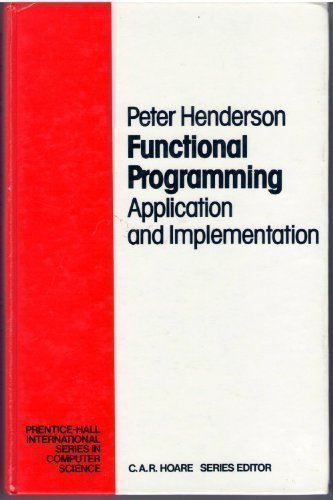 Peter Henderson
Functional
Programming
Application
and Implementation
PRENTICE-HALL
INTERNATIONAL
SERIES IN
COMPUTER
SCIENCE
C.A.R. HOARE SERIES EDITOR